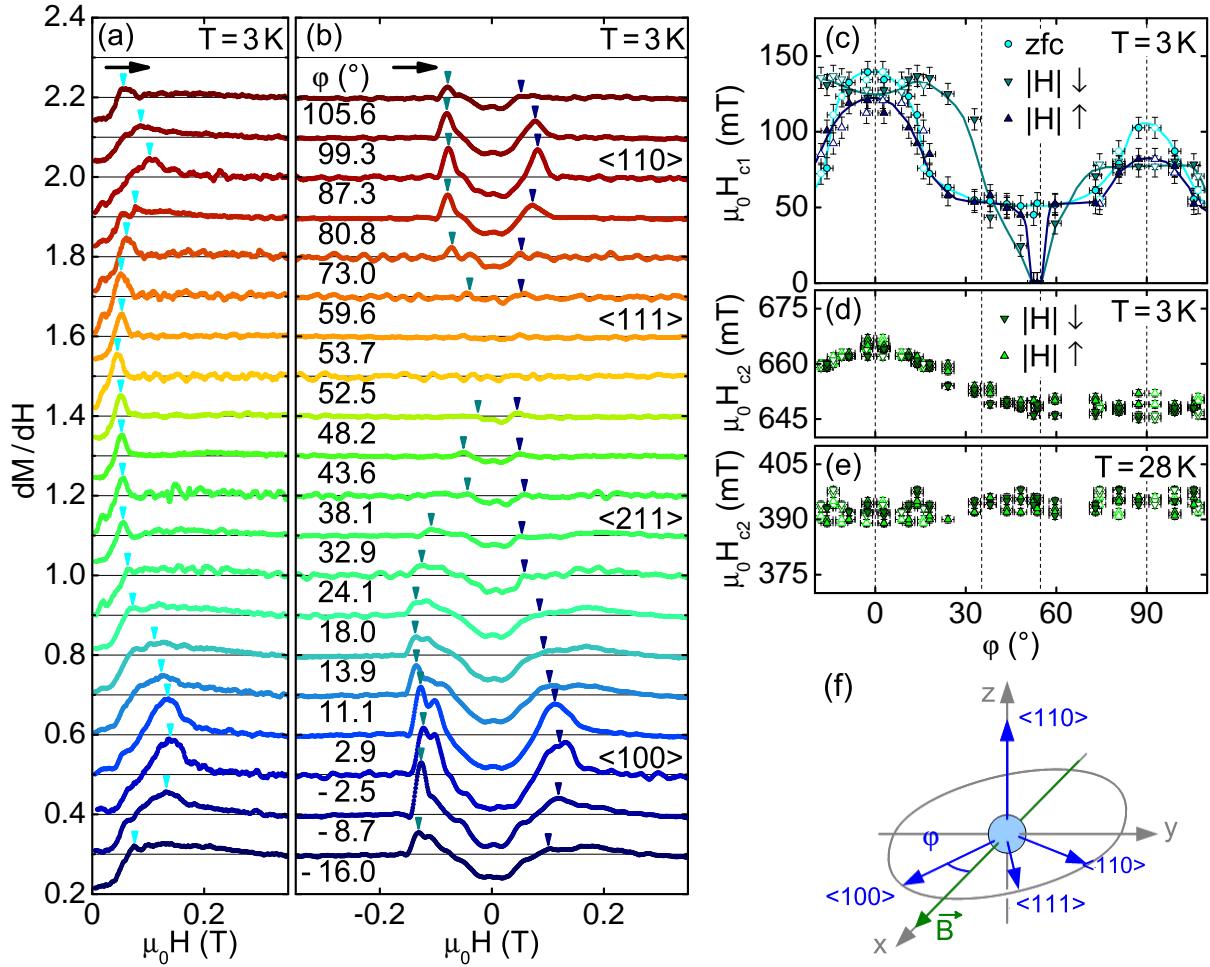 (a)
T = 3 K
2.4
2.2
2.0
1.8
1.6
1.4
1.2
1.0
0.8
0.6
0.4
0.2
dM / dH
0
0.2
μ0H (T)
(b)
T = 3 K
φ (°)
105.6
99.3
<110>
87.3
80.8
73.0
59.6
<111>
53.7
52.5
48.2
43.6
38.1
<211>
32.9
24.1
18.0
13.9
11.1
2.9
<100>
- 2.5
- 8.7
- 16.0
-0.2
0
0.2
μ0H (T)
(c)
zfc
T = 3 K
|H| ↓
|H| ↑
150
100
50
0
μ0Hc1 (mT)
(d)
|H| ↓
T = 3 K
|H| ↑
675
660
645
μ0Hc2 (mT)
(e)
T = 28 K
405
390
375
μ0Hc2 (mT)
0
30
60
90
φ (°)
(f)
z
<110>
y
φ
<110>
<100>
<111>
B
x